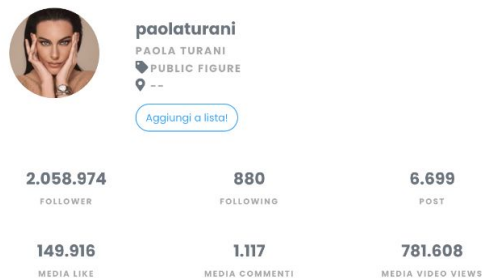 paolaturani
PAOLA TURANI
PUBLIC FIGURE
--
Aggiungi a lista!
2.058.974 880 6.699
FOLLOWER FOLLOWING POST
149.916 1.117 781.608
MEDIA LIKE MEDIA COMMENTI MEDIA VIDEO VIEWS